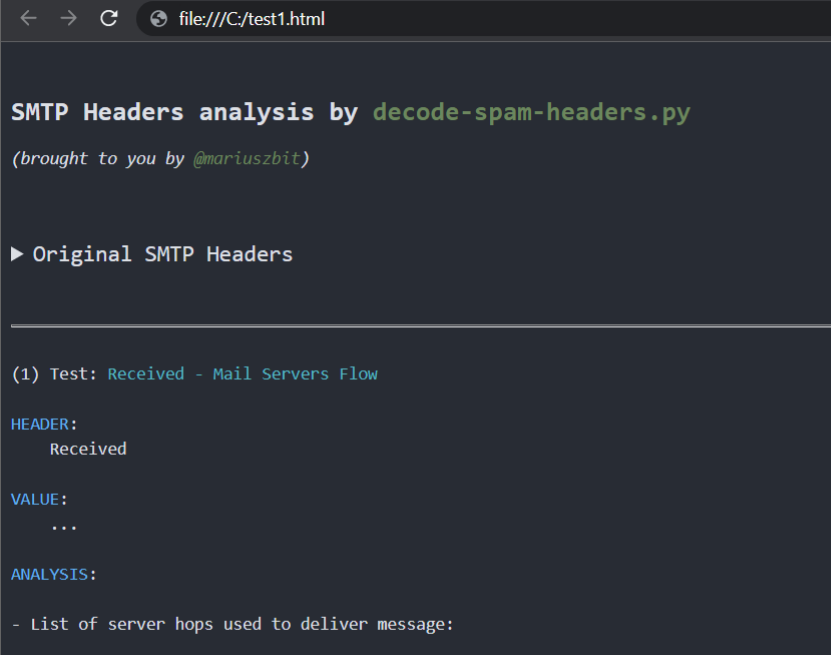 file:///C:/test1.html
SMTP Headers analysis by decode-spam-headers.py
(brought to you by @mariuszbit)
Original SMTP Headers
(1) Test: Received - Mail Servers Flow
HEADER:
Received
VALUE:
...
ANALYSIS:
- List of server hops used to deliver message: